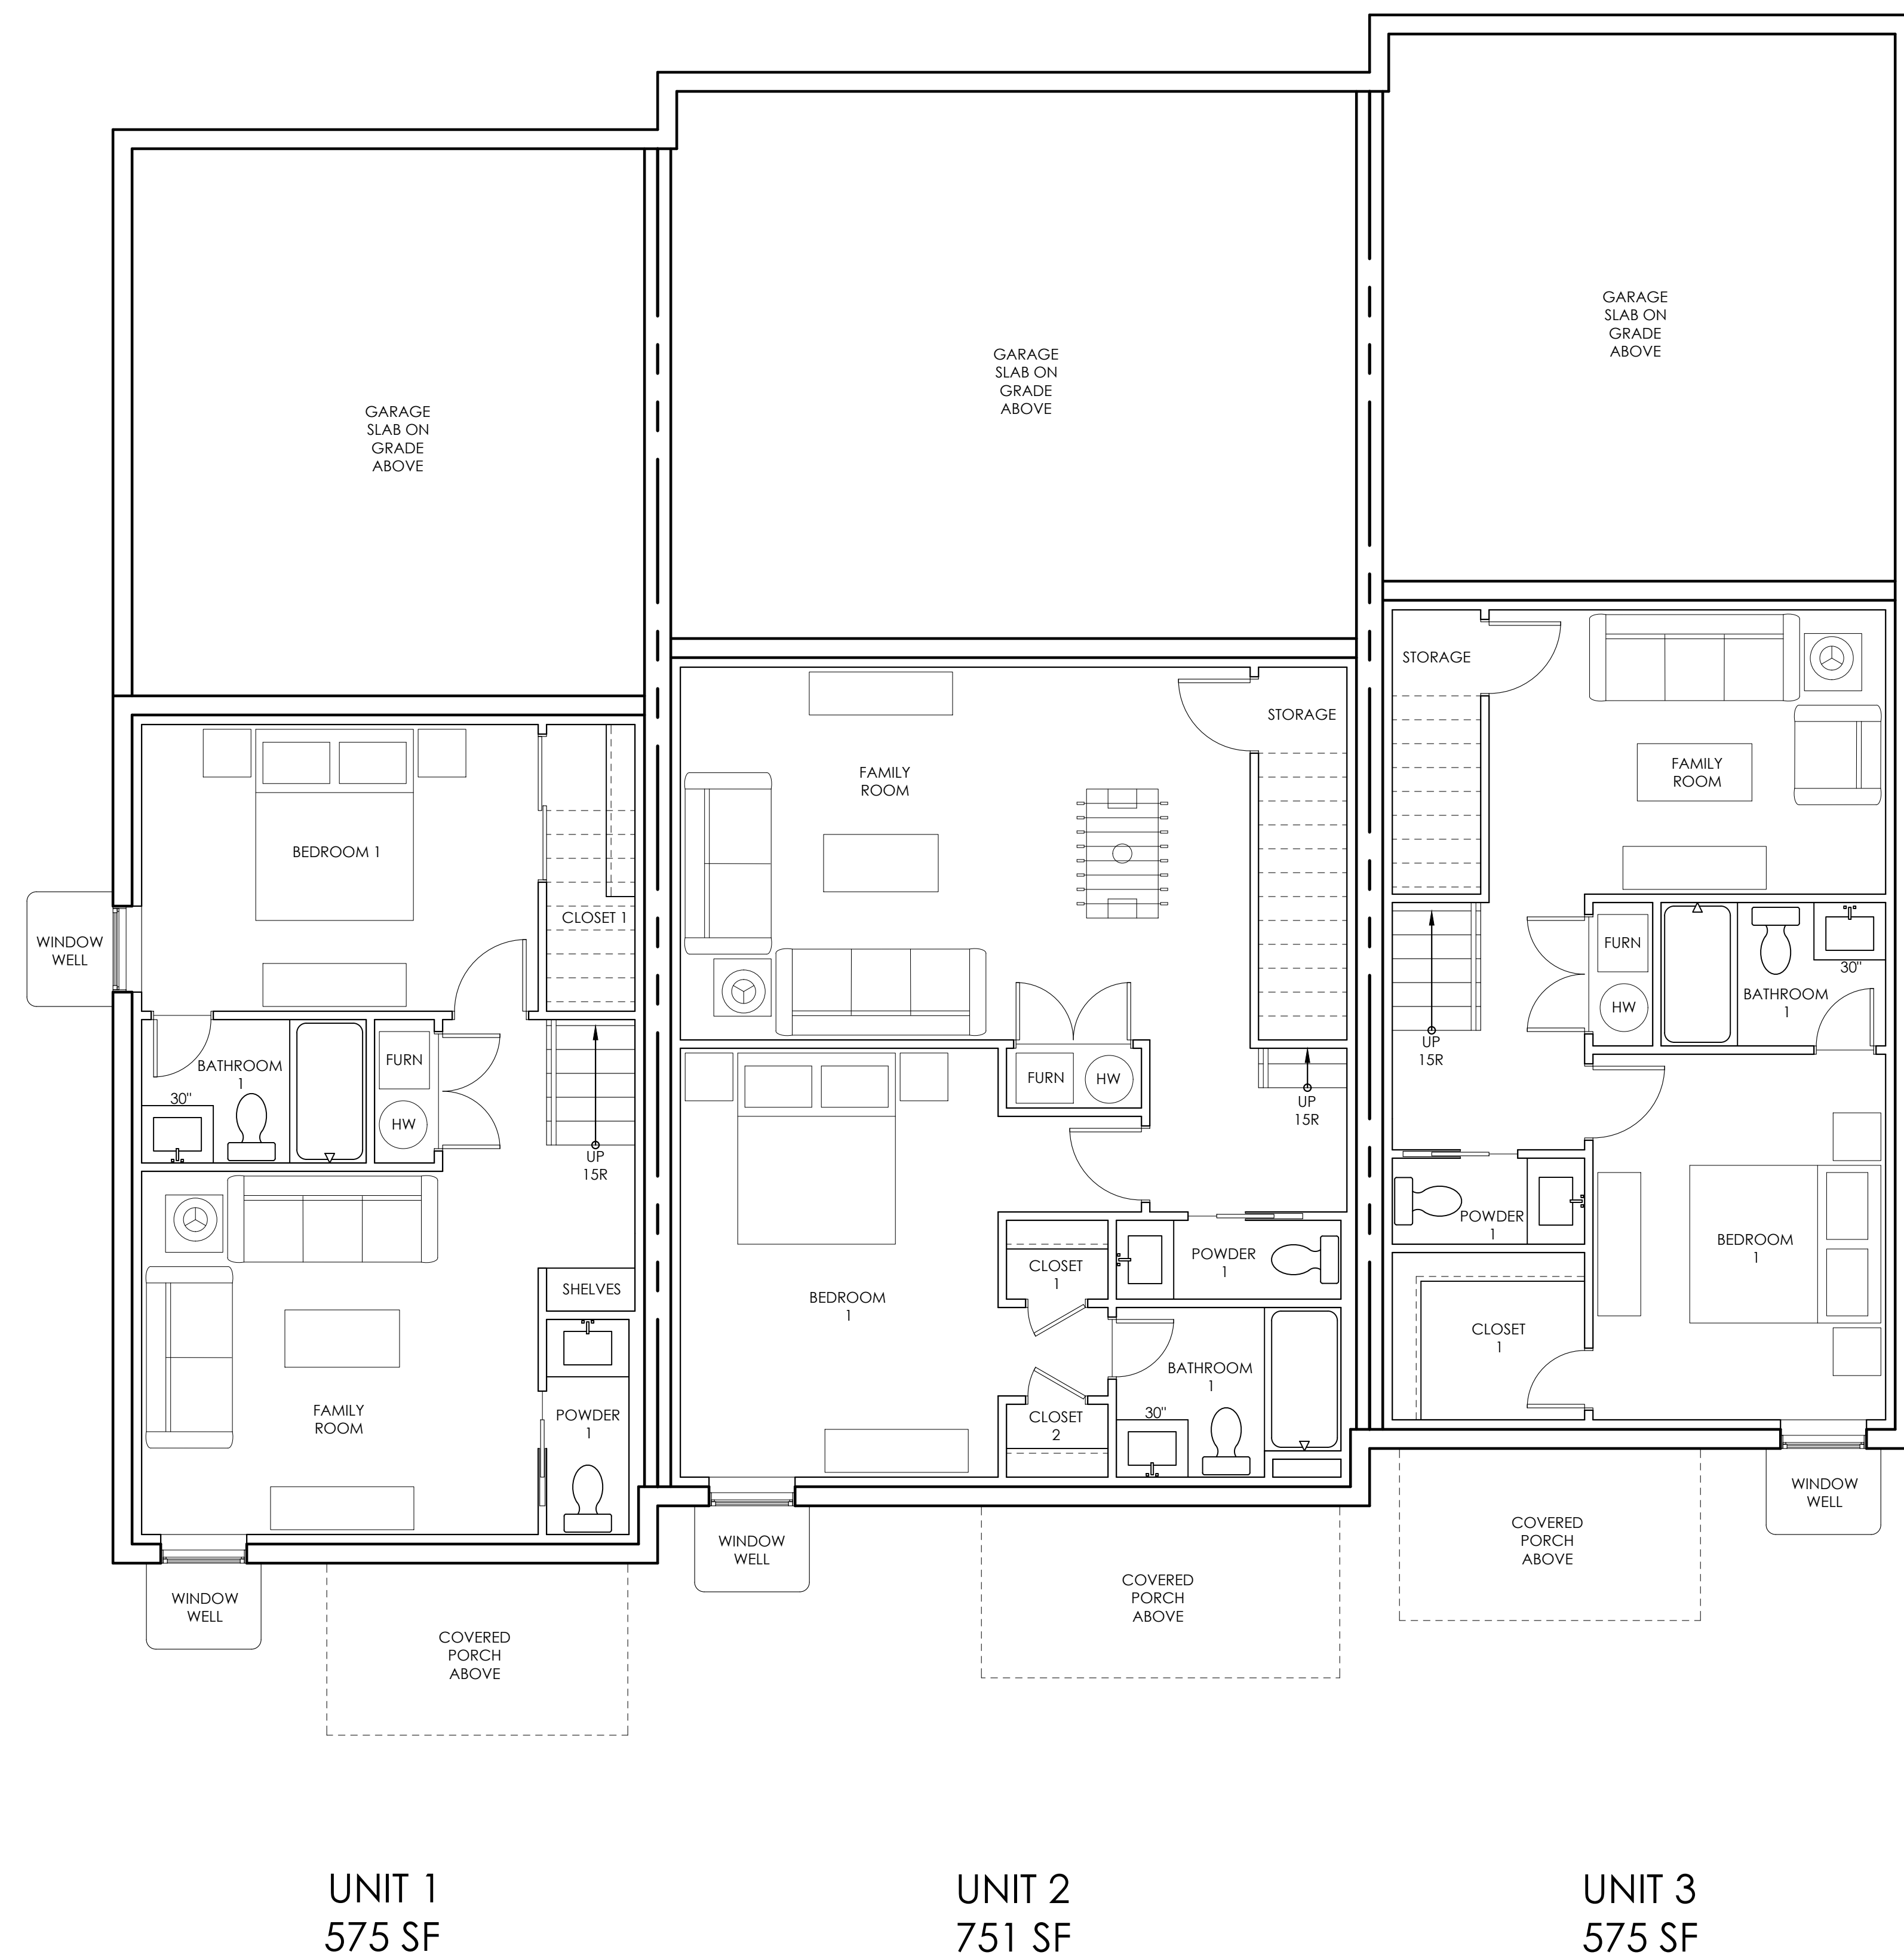 GARAGE
SLAB ON
GRADE
ABOVE
GARAGE
SLAB ON
GRADE
ABOVE
GARAGE
SLAB ON
GRADE
ABOVE
BEDROOM 1
CLOSET 1
WINDOW
WELL
BATHROOM
1
30"
FURN
HW
UP
15R
SHELVES
FAMILY
ROOM
POWDER
1
WINDOW
WELL
COVERED
PORCH
ABOVE
STORAGE
FAMILY
ROOM
FURN
HW
UP
15R
BEDROOM
1
CLOSET
1
POWDER
1
BATHROOM
1
30"
CLOSET
2
WINDOW
WELL
COVERED
PORCH
ABOVE
STORAGE
FAMILY
ROOM
FURN
HW
30"
BATHROOM
1
UP
15R
POWDER
1
BEDROOM
1
CLOSET
1
WINDOW
WELL
COVERED
PORCH
ABOVE
UNIT 1
575 SF
UNIT 2
751 SF
UNIT 3
575 SF